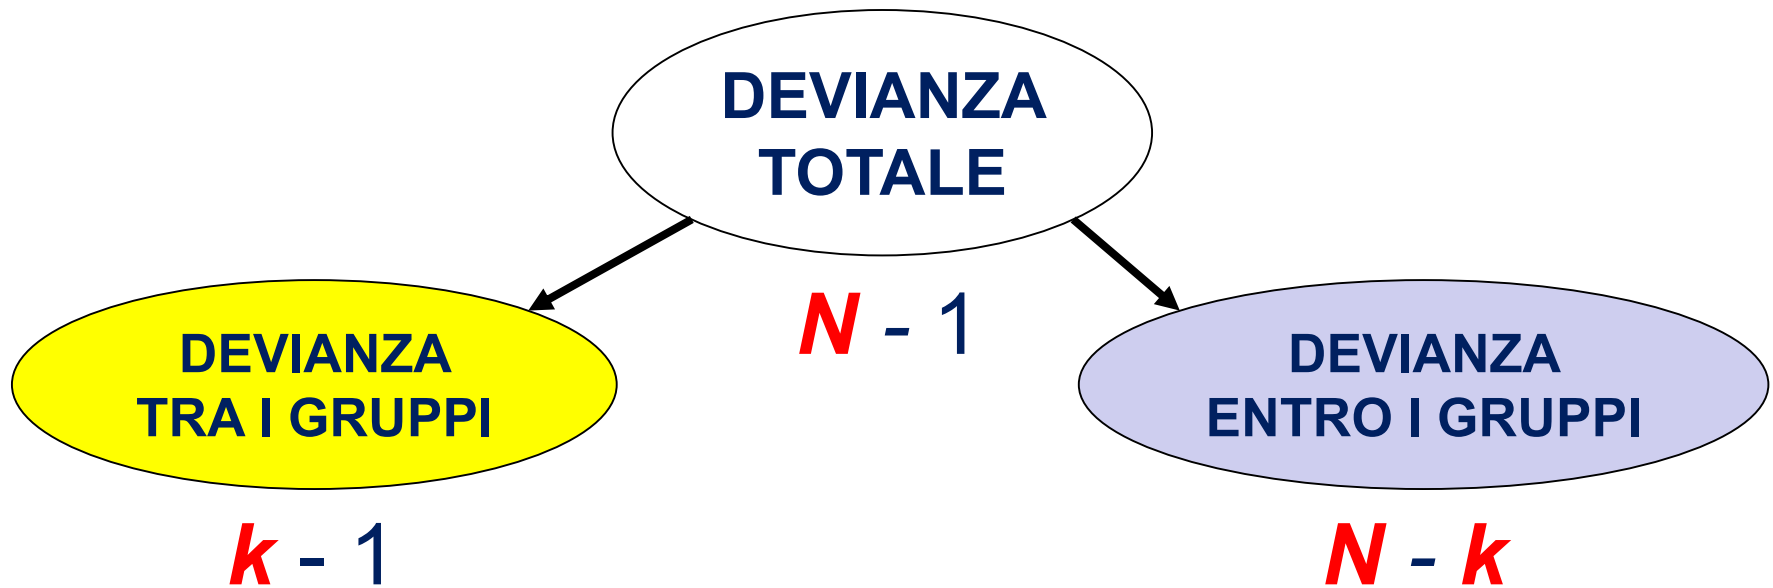 DEVIANZA
TOTALE
N - 1
DEVIANZA
TRA I GRUPPI
k - 1
DEVIANZA
ENTRO I GRUPPI
N - k